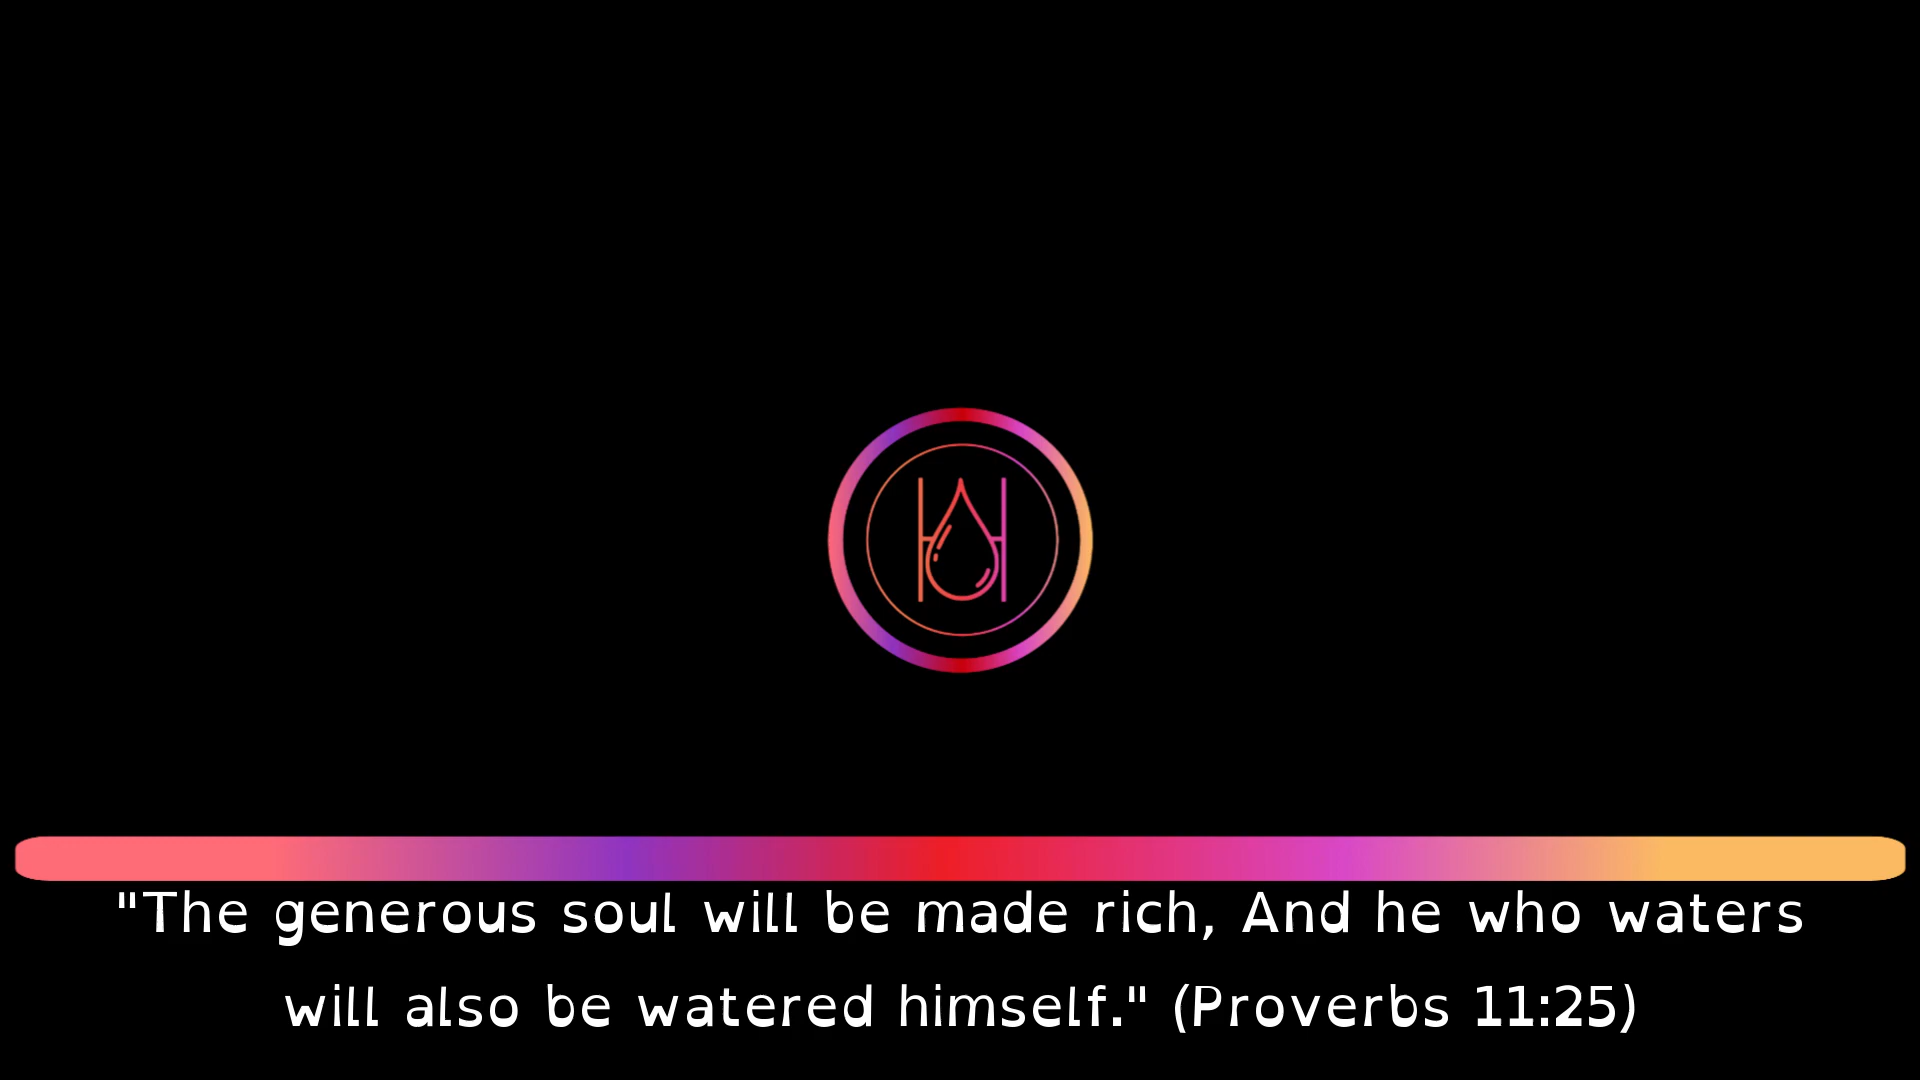 "The generous soul will be made rich, And he who waters
will also be watered himself." (Proverbs 11:25)